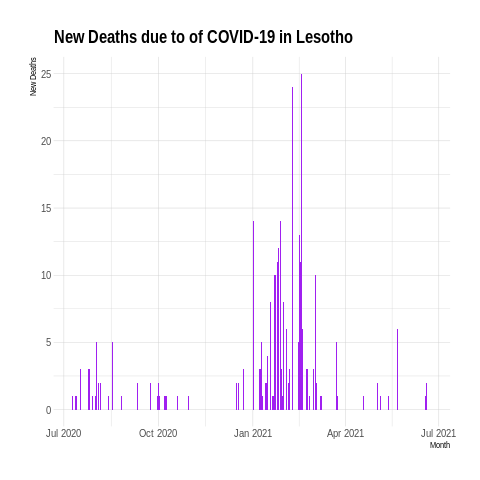 New Deaths due to of COVID-19 in Lesotho
New Deaths
25
20
15
10
5
0
Jul 2020 Oct 2020 Jan 2021 Apr 2021 Jul 2021
Month